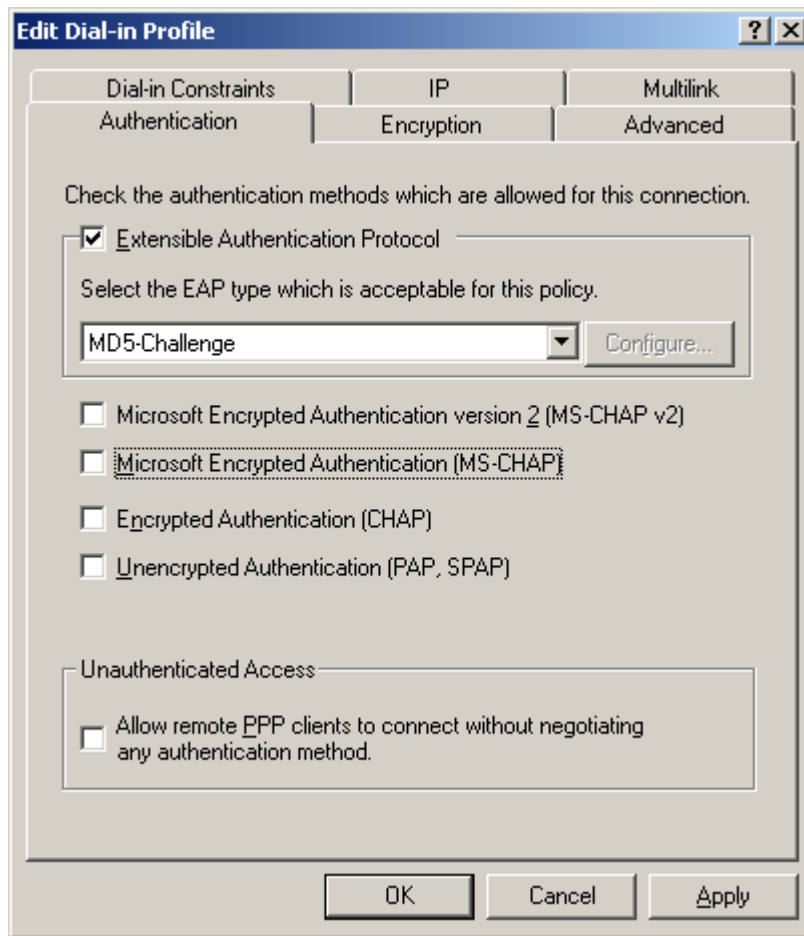 Edit Dial-in Profile
Dial-in Constraints IP Multilink
Authentication Encryption Advanced
Check the authentication methods which are allowed for this connection.
Extensible Authentication Protocol
Select the EAP type which is acceptable for this policy.
MD5-Challenge Configure...
Microsoft Encrypted Authentication version 2 (MS-CHAP v2)
Microsoft Encrypted Authentication (MS-CHAP)
Encrypted Authentication (CHAP)
Unencrypted Authentication (PAP, SPAP)
Unauthenticated Access
Allow remote PPP clients to connect without negotiating
any authentication method.
OK Cancel Apply